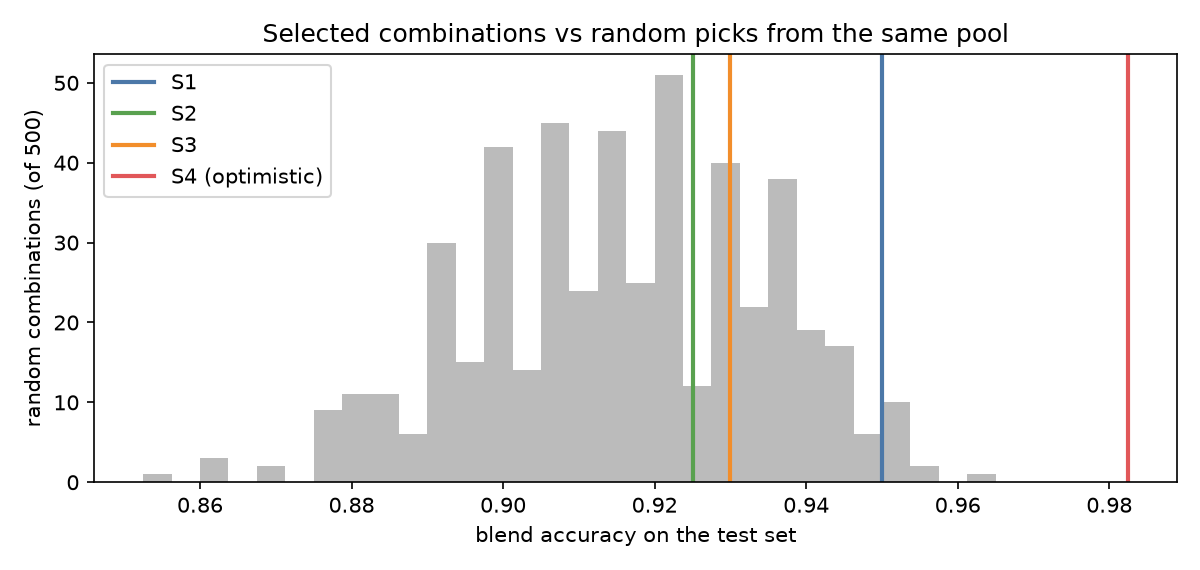 Selected combinations vs random picks from the same pool
random combinations (of 500)
50
40
30
20
10
0
S1
S2
S3
S4 (optimistic)
0.86
0.88
0.90
0.92
0.94
0.96
0.98
blend accuracy on the test set